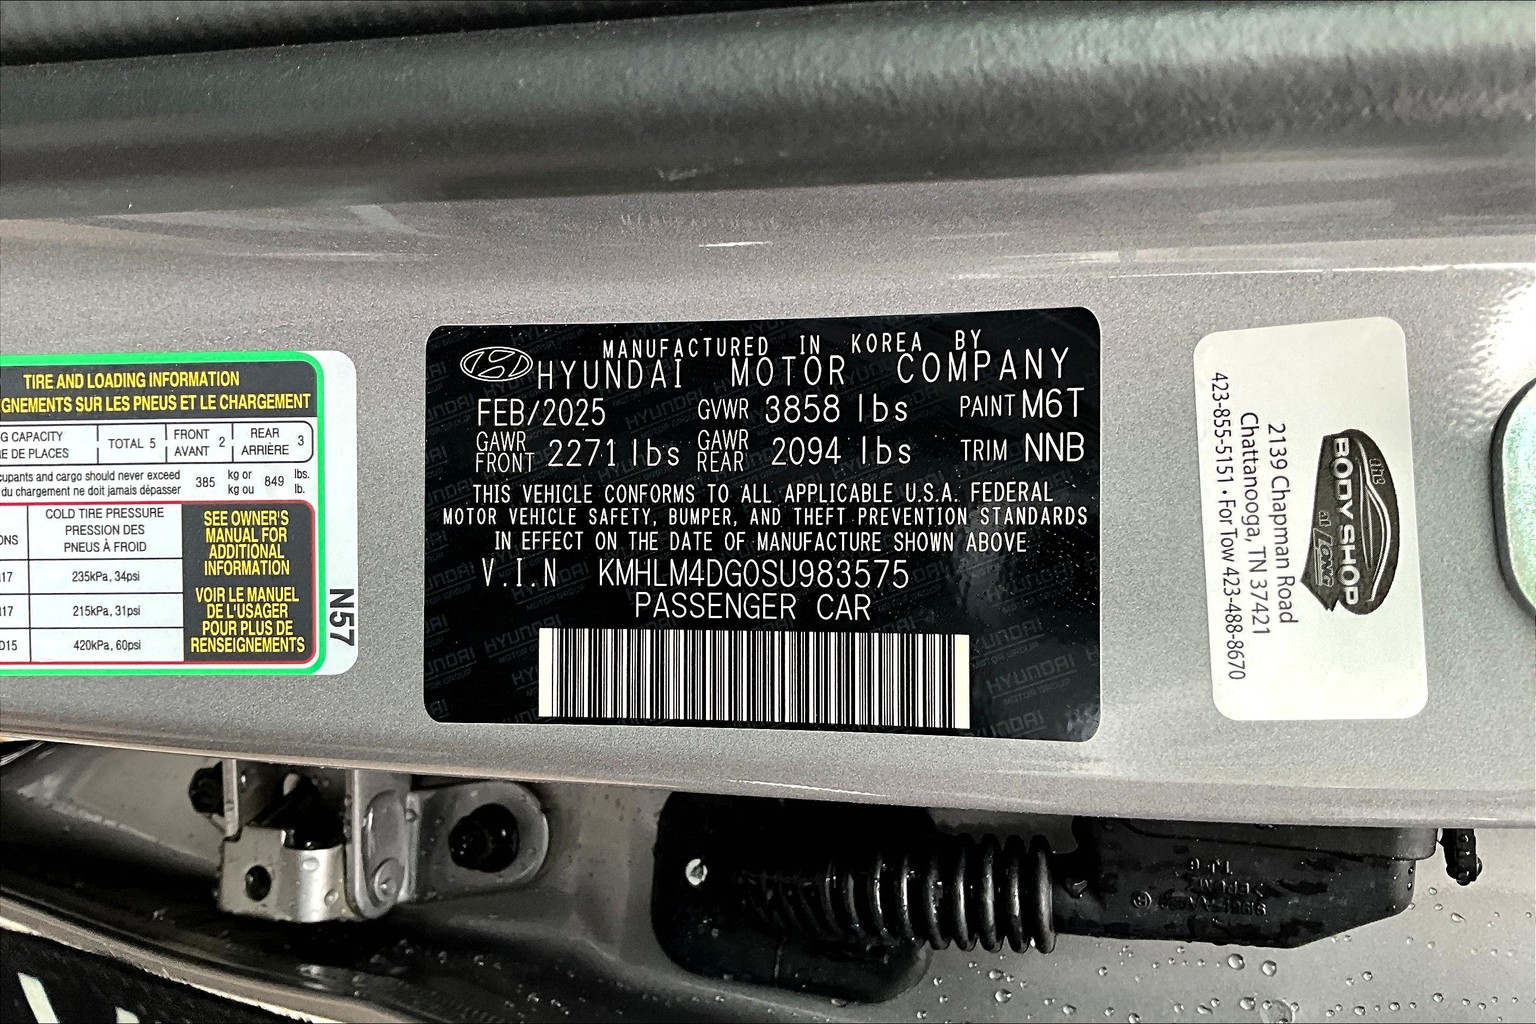 TIRE AND LOADING INFORMATION
GNEMENTS SUR LES PNEUS ET LE CHARGEMENT
G CAPACITY
E DE PLACES
TOTAL 5
FRONT
AVANT 2
REAR
ARRIÈRE 3
upants and cargo should never exceed
du chargement ne doit jamais dépasser
385
kg or
kg ou
849
lbs.
lb.
COLD TIRE PRESSURE
PRESSION DES
PNEUS À FROID
ONS
17 235kPa, 34psi
17 215kPa, 31psi
D15 420kPa, 60psi
SEE OWNER'S
MANUAL FOR
ADDITIONAL
INFORMATION
VOIR LE MANUEL
DE L'USAGER
POUR PLUS DE
RENSEIGNEMENTS
N57
MANUFACTURED IN KOREA BY
HYUNDAI MOTOR COMPANY
FEB/2025 GVWR 3858 lbs PAINT M6T
GAWR FRONT 2271 lbs GAWR REAR 2094 lbs TRIM NNB
THIS VEHICLE CONFORMS TO ALL APPLICABLE U.S.A. FEDERAL
MOTOR VEHICLE SAFETY, BUMPER, AND THEFT PREVENTION STANDARDS
IN EFFECT ON THE DATE OF MANUFACTURE SHOWN ABOVE
V.I.N KMHLM4DG0SU983575
PASSENGER CAR
THE
BODY SHOP
at Long
2139 Chapman Road
Chattanooga, TN 37421
423-855-5151 • For Tow 423-488-8670